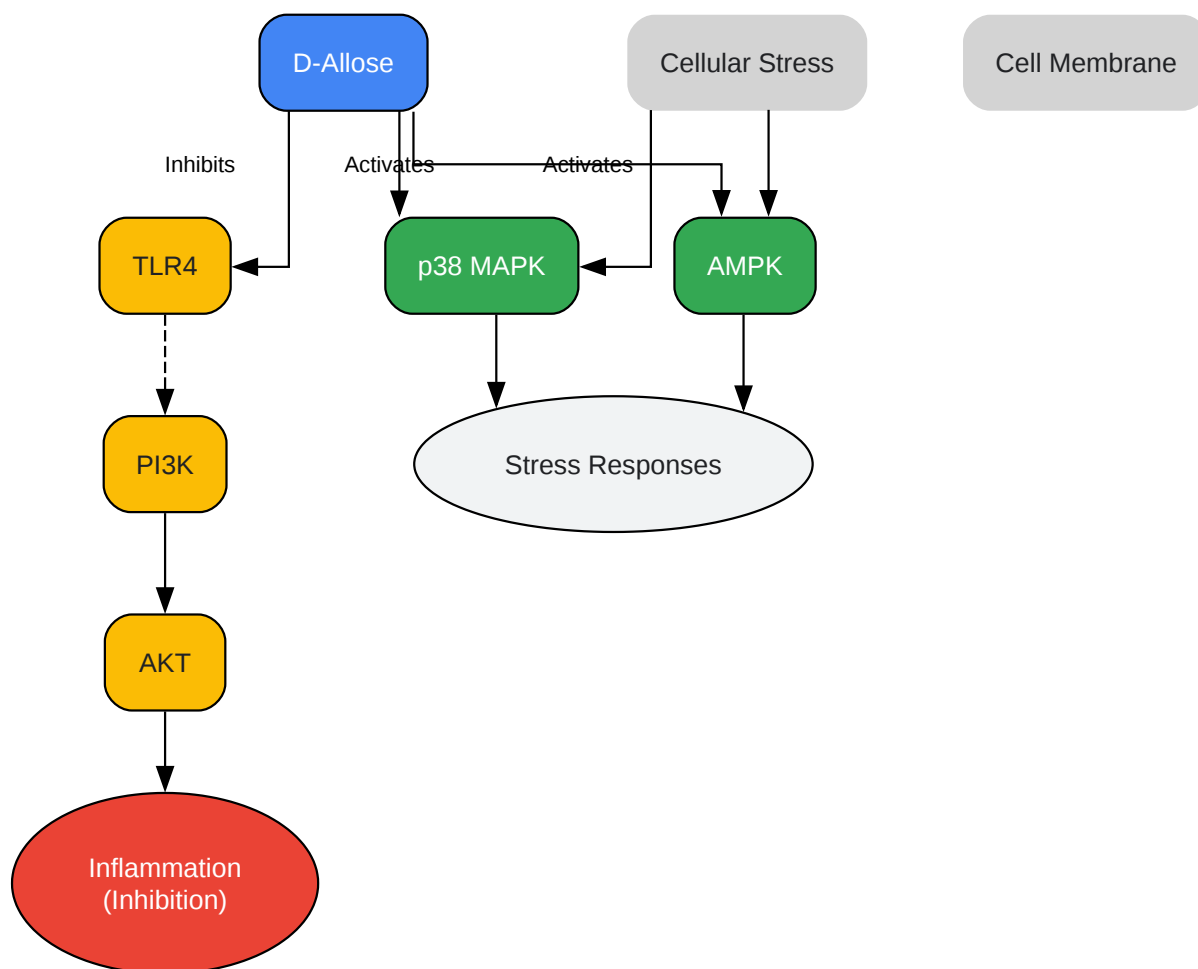 D-Allose
Cellular Stress
Cell Membrane
Inhibits
Activates
Activates
TLR4
p38 MAPK
AMPK
PI3K
Stress Responses
AKT
Inflammation
(Inhibition)